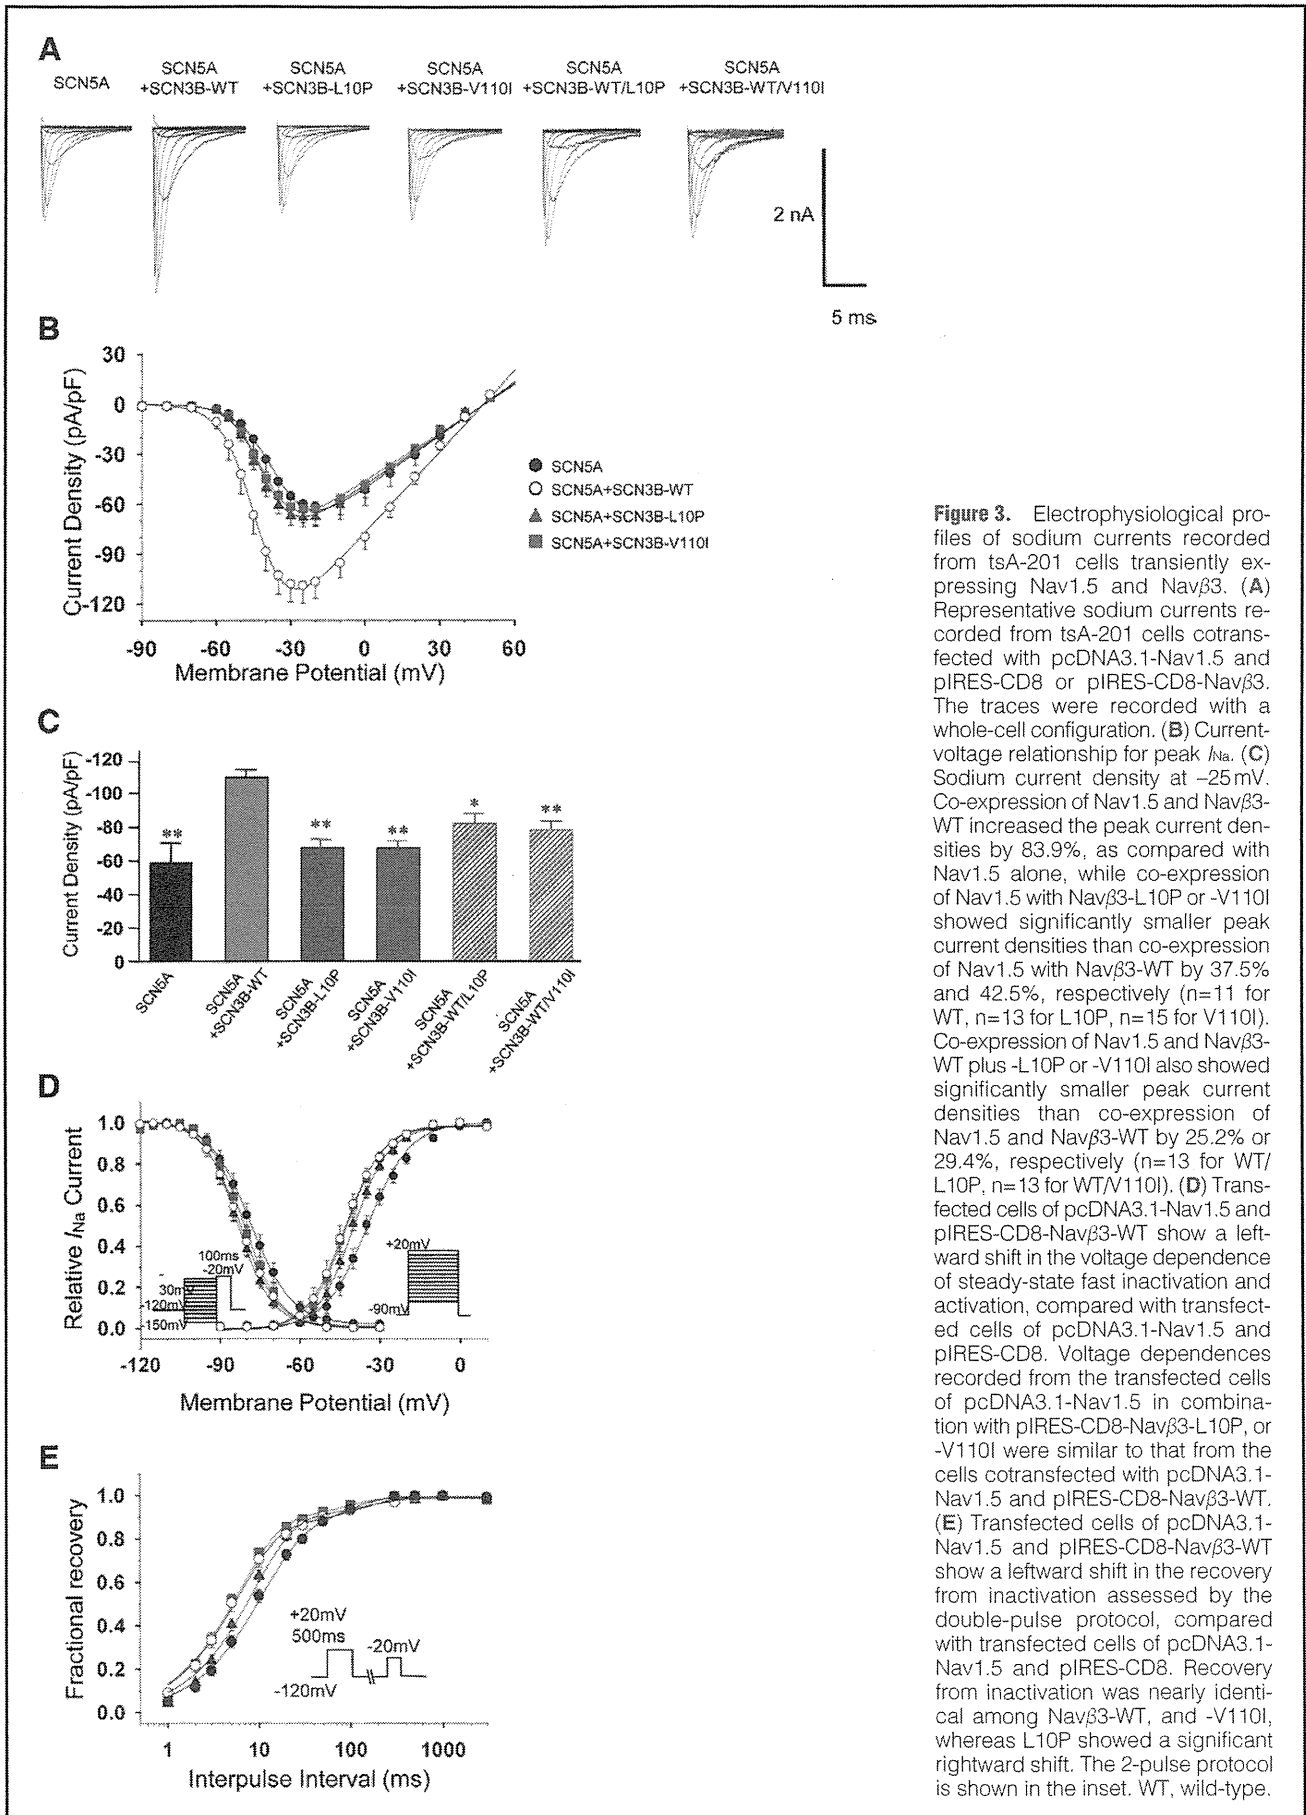 A
SCN5A
SCN5A
+SCN3B-WT
SCN5A
+SCN3B-L10P
SCN5A
+SCN3B-V110I
SCN5A
+SCN3B-WT/L10P
SCN5A
+SCN3B-WT/V110I
2 nA
5 ms
B
Current Density (pA/pF)
30
0
-30
-60
-90
-120
-90
-60
-30
0
30
60
Membrane Potential (mV)
SCN5A
SCN5A+SCN3B-WT
SCN5A+SCN3B-L10P
SCN5A+SCN3B-V110I
C
Current Density (pA/pF)
-120
-100
-80
-60
-40
-20
0
**
**
**
*
**
SCN5A
SCN5A
+SCN3B-WT
SCN5A
+SCN3B-L10P
SCN5A
+SCN3B-V110I
SCN5A
+SCN3B-WT/L10P
SCN5A
+SCN3B-WT/V110I
D
Relative INa Current
1.0
0.8
0.6
0.4
0.2
0.0
100ms
-20mV
-
30mV
-120mV
-150mV
+20mV
-90mV
-120
-90
-60
-30
0
Membrane Potential (mV)
E
Fractional recovery
1.0
0.8
0.6
0.4
0.2
0.0
+20mV
500ms
-20mV
-120mV
1
10
100
1000
Interpulse Interval (ms)
Figure 3. Electrophysiological pro-
files of sodium currents recorded
from tsA-201 cells transiently ex-
pressing Nav1.5 and Navβ3. (A)
Representative sodium currents re-
corded from tsA-201 cells cotrans-
fected with pcDNA3.1-Nav1.5 and
pIRES-CD8 or pIRES-CD8-Navβ3.
The traces were recorded with a
whole-cell configuration. (B) Current-
voltage relationship for peak INa. (C)
Sodium current density at –25 mV.
Co-expression of Nav1.5 and Navβ3-
WT increased the peak current den-
sities by 83.9%, as compared with
Nav1.5 alone, while co-expression
of Nav1.5 with Navβ3-L10P or -V110I
showed significantly smaller peak
current densities than co-expression
of Nav1.5 with Navβ3-WT by 37.5%
and 42.5%, respectively (n=11 for
WT, n=13 for L10P, n=15 for V110I).
Co-expression of Nav1.5 and Navβ3-
WT plus -L10P or -V110I also showed
significantly smaller peak current
densities than co-expression of
Nav1.5 and Navβ3-WT by 25.2% or
29.4%, respectively (n=13 for WT/
L10P, n=13 for WT/V110I). (D) Trans-
fected cells of pcDNA3.1-Nav1.5 and
pIRES-CD8-Navβ3-WT show a left-
ward shift in the voltage dependence
of steady-state fast inactivation and
activation, compared with transfect-
ed cells of pcDNA3.1-Nav1.5 and
pIRES-CD8. Voltage dependences
recorded from the transfected cells
of pcDNA3.1-Nav1.5 in combina-
tion with pIRES-CD8-Navβ3-L10P, or
-V110I were similar to that from the
cells cotransfected with pcDNA3.1-
Nav1.5 and pIRES-CD8-Navβ3-WT.
(E) Transfected cells of pcDNA3.1-
Nav1.5 and pIRES-CD8-Navβ3-WT
show a leftward shift in the recovery
from inactivation assessed by the
double-pulse protocol, compared
with transfected cells of pcDNA3.1-
Nav1.5 and pIRES-CD8. Recovery
from inactivation was nearly identi-
cal among Navβ3-WT, and -V110I,
whereas L10P showed a significant
rightward shift. The 2-pulse protocol
is shown in the inset. WT, wild-type.